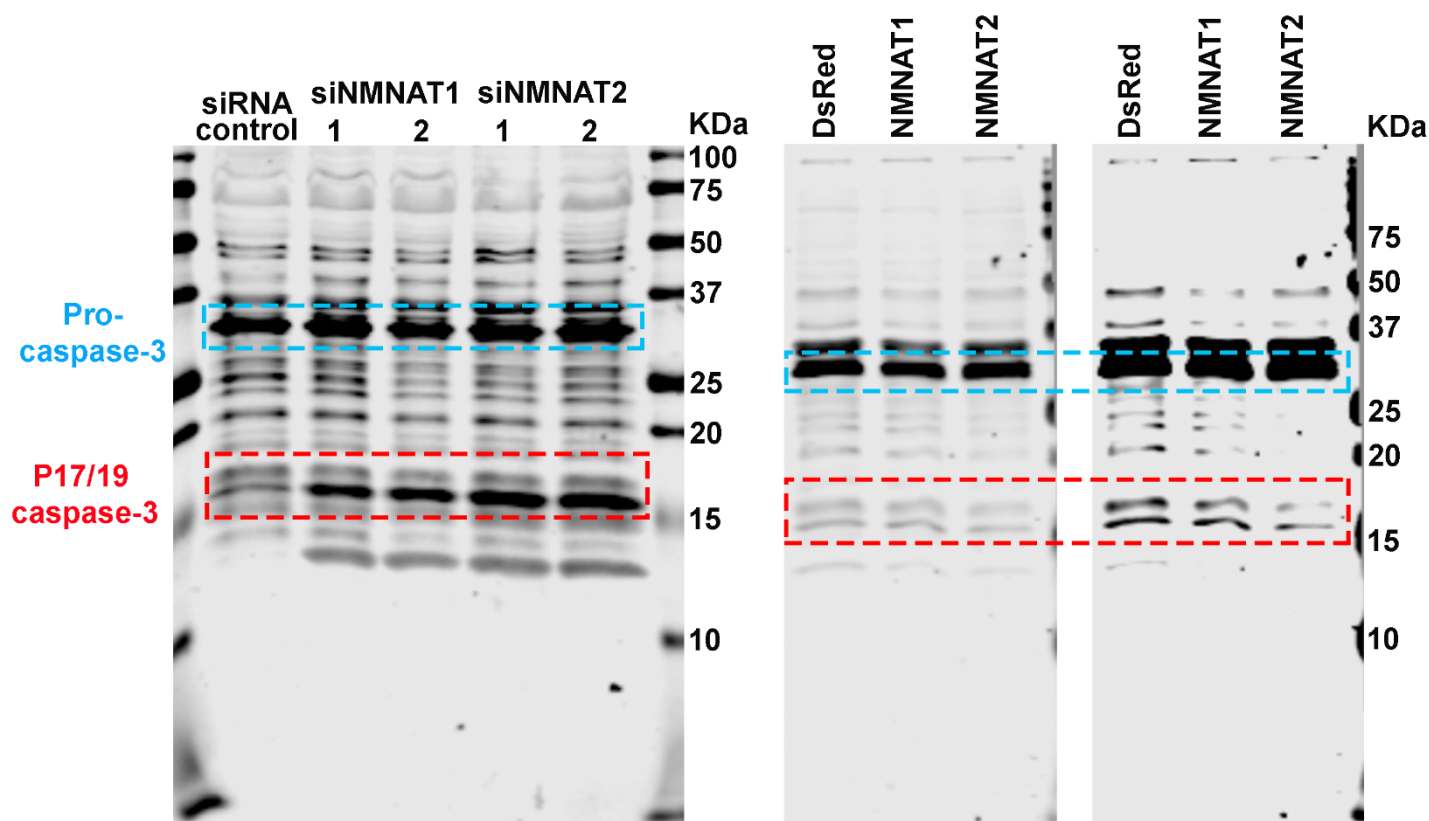 siRNA
control
siNMNAT1
1 2
siNMNAT2
1 2
KDa
100
75
50
37
25
20
15
10
Pro-
caspase-3
P17/19
caspase-3
DsRed
NMNAT1
NMNAT2
DsRed
NMNAT1
NMNAT2
KDa
75
50
37
25
20
15
10